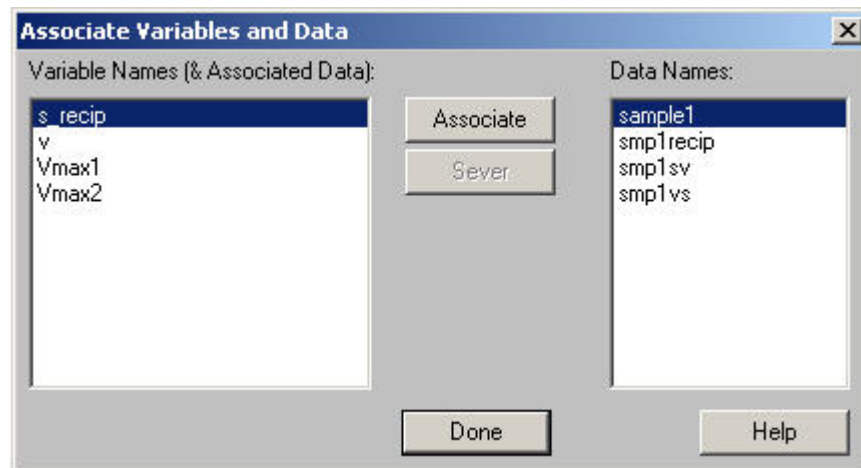 Associate Variables and Data
Variable Names (& Associated Data):
Data Names:
s_recip
v
Vmax1
Vmax2
Associate
Sever
sample1
smp1recip
smp1sv
smp1vs
Done
Help